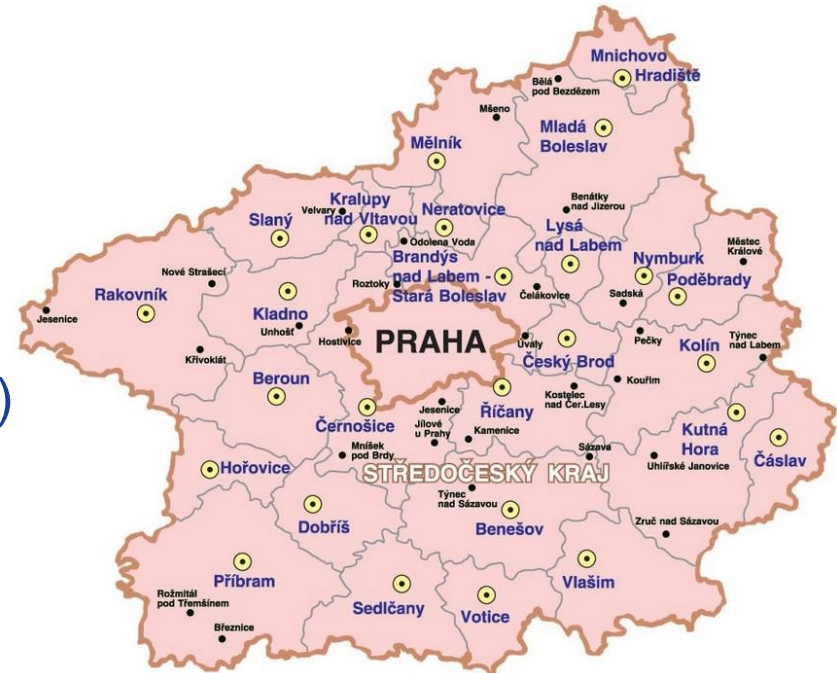 Mnichovo
Hradiště
Bělá
pod Bezdězem
Mšeno
Mladá
Boleslav
Mělník
Benátky
nad Jizerou
Kralupy
nad Vltavou
Velvary
Slaný
Neratovice
Odolena Voda
Lysá
nad Labem
Městec
Králové
Nymburk
Poděbrady
Brandýs
nad Labem -
Stará Boleslav
Nové Strašecí
Roztoky
Čelákovice
Sadská
Rakovník
Kladno
Jesenice
Unhošť
Hostivice
PRAHA
Úvaly
Český Brod
Pečky
Kolín
Týnec
nad Labem
Křivoklát
Beroun
Kouřim
Kostelec
nad Čer.Lesy
Říčany
Jesenice
Černošice
Jílové
u Prahy
Kamenice
Kutná
Hora
Čáslav
Mníšek
pod Brdy
Sázava
Uhlířské Janovice
Hořovice
STŘEDOČESKÝ KRAJ
)
Týnec
nad Sázavou
Dobříš
Benešov
Zruč nad Sázavou
Příbram
Vlašim
Sedlčany
Votice
Rožmitál
pod Třemšínem
Březnice